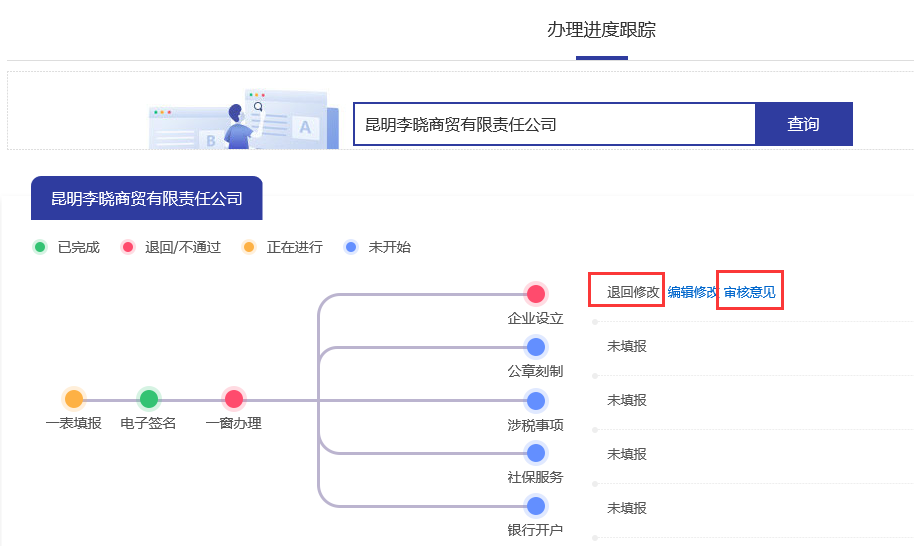 办理进度跟踪
B
A
昆明李晓商贸有限责任公司 查询
昆明李晓商贸有限责任公司
已完成 退回/不通过 正在进行 未开始
退回修改 编辑修改 审核意见
企业设立
未填报
公章刻制
未填报
一表填报 电子签名 一窗办理 涉税事项
未填报
社保服务
未填报
银行开户